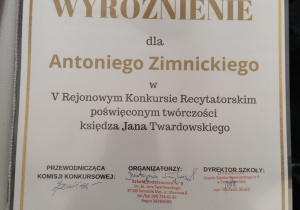 WYRÓŻNIENIE
dla
Antoniego Zimnickiego
w
V Rejonowym Konkursie Recytatorskim
poświęconym twórczości
księdza Jana Twardowskiego
PRZEWODNICZĄCA
KOMISJI KONKURSOWEJ:
ORGANIZATORZY:
DYREKTOR SZKOŁY: